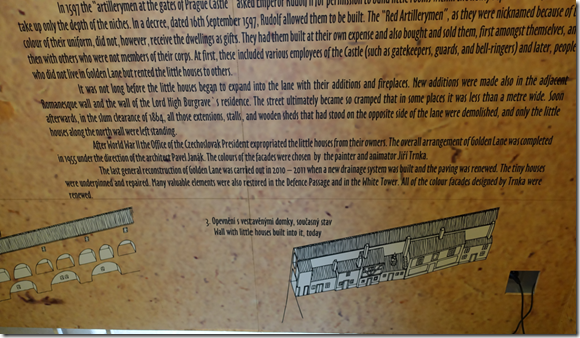 In 1597 the "artillerymen at the gates of Prague Castle asked Emperor Rudolf II for permission to build little rooms
take up only the depth of the niches. In a decree, dated 16th September 1597, Rudolf allowed them to be built. The "Red Artillerymen", as they were nicknamed because of
colour of their uniform, did not, however, receive the dwellings as gifts. They had them built at their own expense and also bought and sold them, first amongst themselves, an
then with others who were not members of their corps. At first, these included various employees of the Castle (such as gatekeepers, guards, and bell-ringers) and later, people
who did not live in Golden Lane but rented the little houses to others.
It was not long before the little houses began to expand into the lane with their additions and fireplaces. New additions were made also in the adjacent
Romanesque wall and the wall of the Lord High Burgrave's residence. The street ultimately became so cramped that in some places it was less than a metre wide. Soon
afterwards, in the slum clearance of 1864, all those extensions, stalls, and wooden sheds that had stood on the opposite side of the lane were demolished, and only the little
houses along the north wall were left standing.
After World War II the Office of the Czechoslovak President expropriated the little houses from their owners. The overall arrangement of Golden Lane was completed
in 1955 under the direction of the architect Pavel Janák. The colours of the facades were chosen by the painter and animator Jiří Trnka.
The last general reconstruction of Golden Lane was carried out in 2010 – 2011 when a new drainage system was built and the paving was renewed. The tiny houses
were underpinned and repaired. Many valuable elements were also restored in the Defence Passage and in the White Tower. All of the colour facades designed by Trnka were
renewed.
3. Opevnění s vestavěnými domky, současný stav
Wall with little houses built into it, today